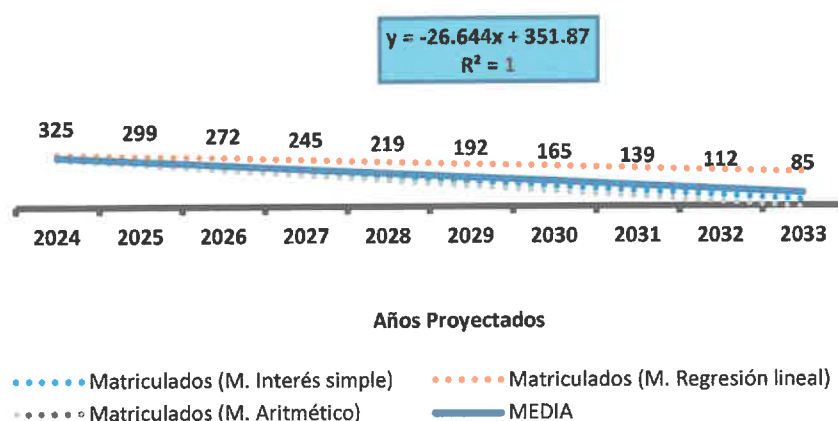 y = -26.644x + 351.87
R² = 1
325 299 272 245 219 192 165 139 112 85
2024 2025 2026 2027 2028 2029 2030 2031 2032 2033
Años Proyectados
Matriculados (M. Interés simple) Matriculados (M. Regresión lineal)
Matriculados (M. Aritmético) MEDIA